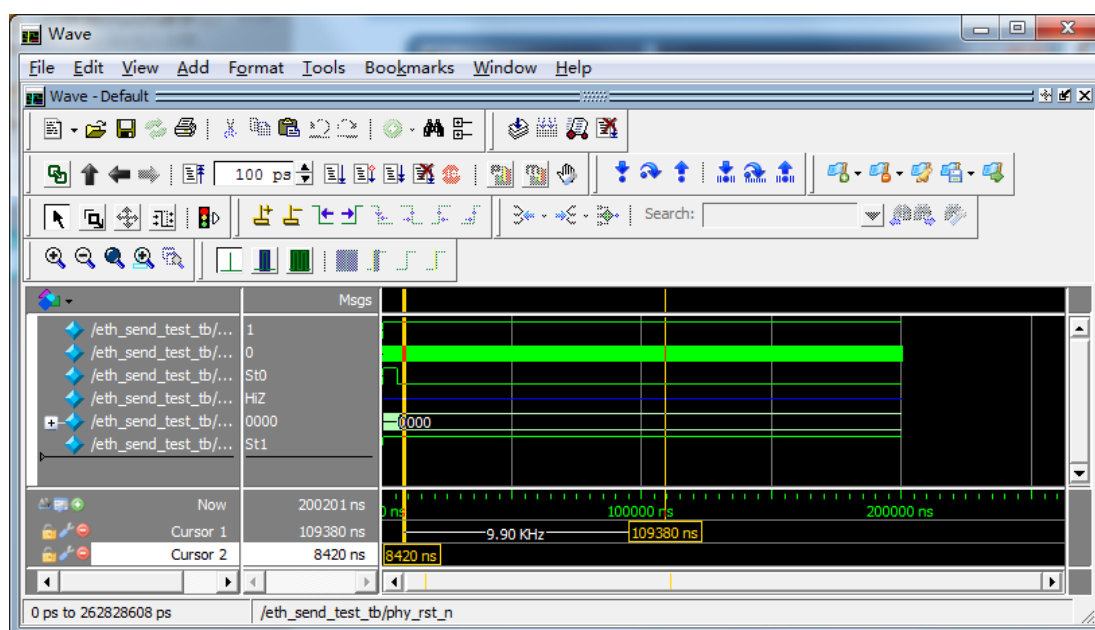 Wave
File Edit View Add Format Tools Bookmarks Window Help
Wave - Default
100 ps
Search:
Msgs
/eth_send_test_tb/... 1
/eth_send_test_tb/... 0
/eth_send_test_tb/... St0
/eth_send_test_tb/... HiZ
/eth_send_test_tb/... 0000 0000
/eth_send_test_tb/... St1
Now 200201 ns 0 ns 100000 ns 200000 ns
Cursor 1 109380 ns 9.90 KHz 109380 ns
Cursor 2 8420 ns 8420 ns
0 ps to 262828608 ps /eth_send_test_tb/phy_rst_n